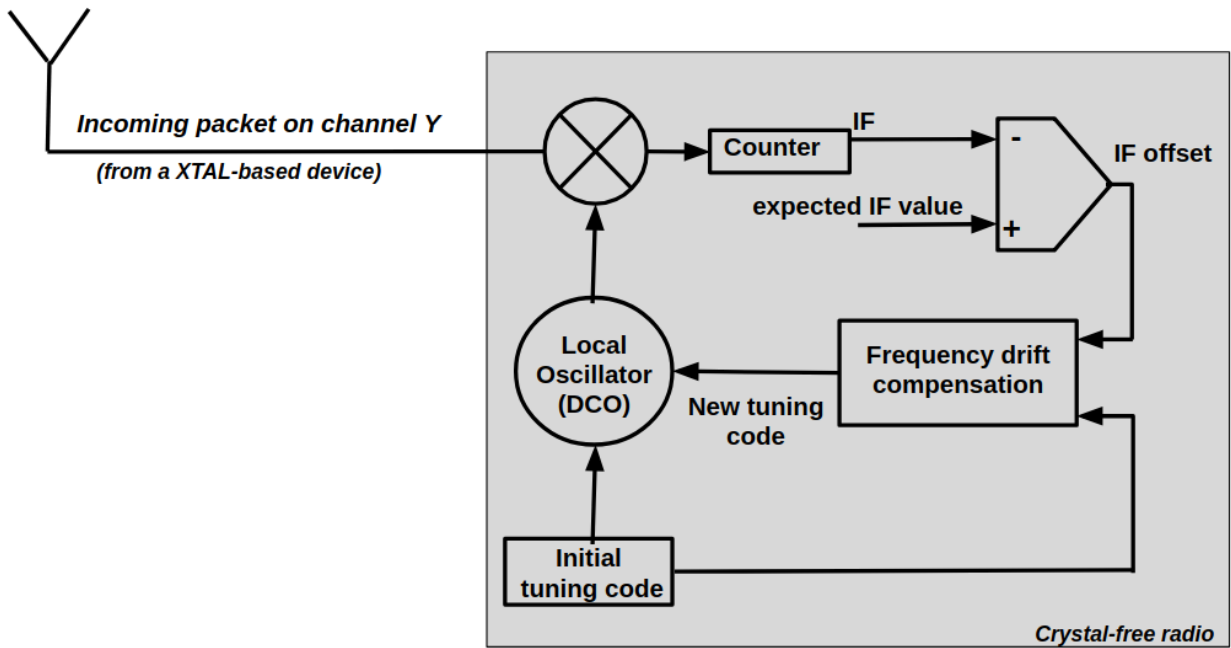 Incoming packet on channel Y
(from a XTAL-based device)
Counter
IF
-
IF offset
expected IF value
+
Local
Oscillator
(DCO)
Frequency drift
compensation
New tuning
code
Initial
tuning code
Crystal-free radio